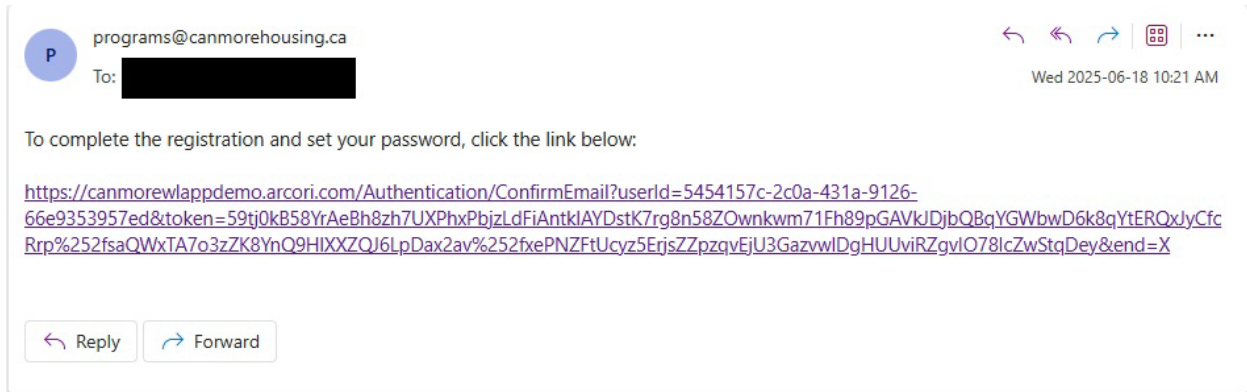 programs@canmorehousing.ca
P
To:
Wed 2025-06-18 10:21 AM
To complete the registration and set your password, click the link below:
https://canmorewlappdemo.arcori.com/Authentication/ConfirmEmail?userId=5454157c-2c0a-431a-9126-
66e9353957ed&token=59tj0kB58YrAeBh8zh7UXPhxPbjzLdFiAntkIAYDstK7rg8n58ZOwnkwm71Fh89pGAVkJDjbQBqYGWbwD6k8qYtERQxJyCfc
Rrp%252fsaQWxTA7o3zZK8YnQ9HIXXZQJ6LpDax2av%252fxePNZFtUcyz5ErjsZZpzqvEjU3GazvwIDgHUUviRZgvIO78IcZwStqDey&end=X
Reply
Forward